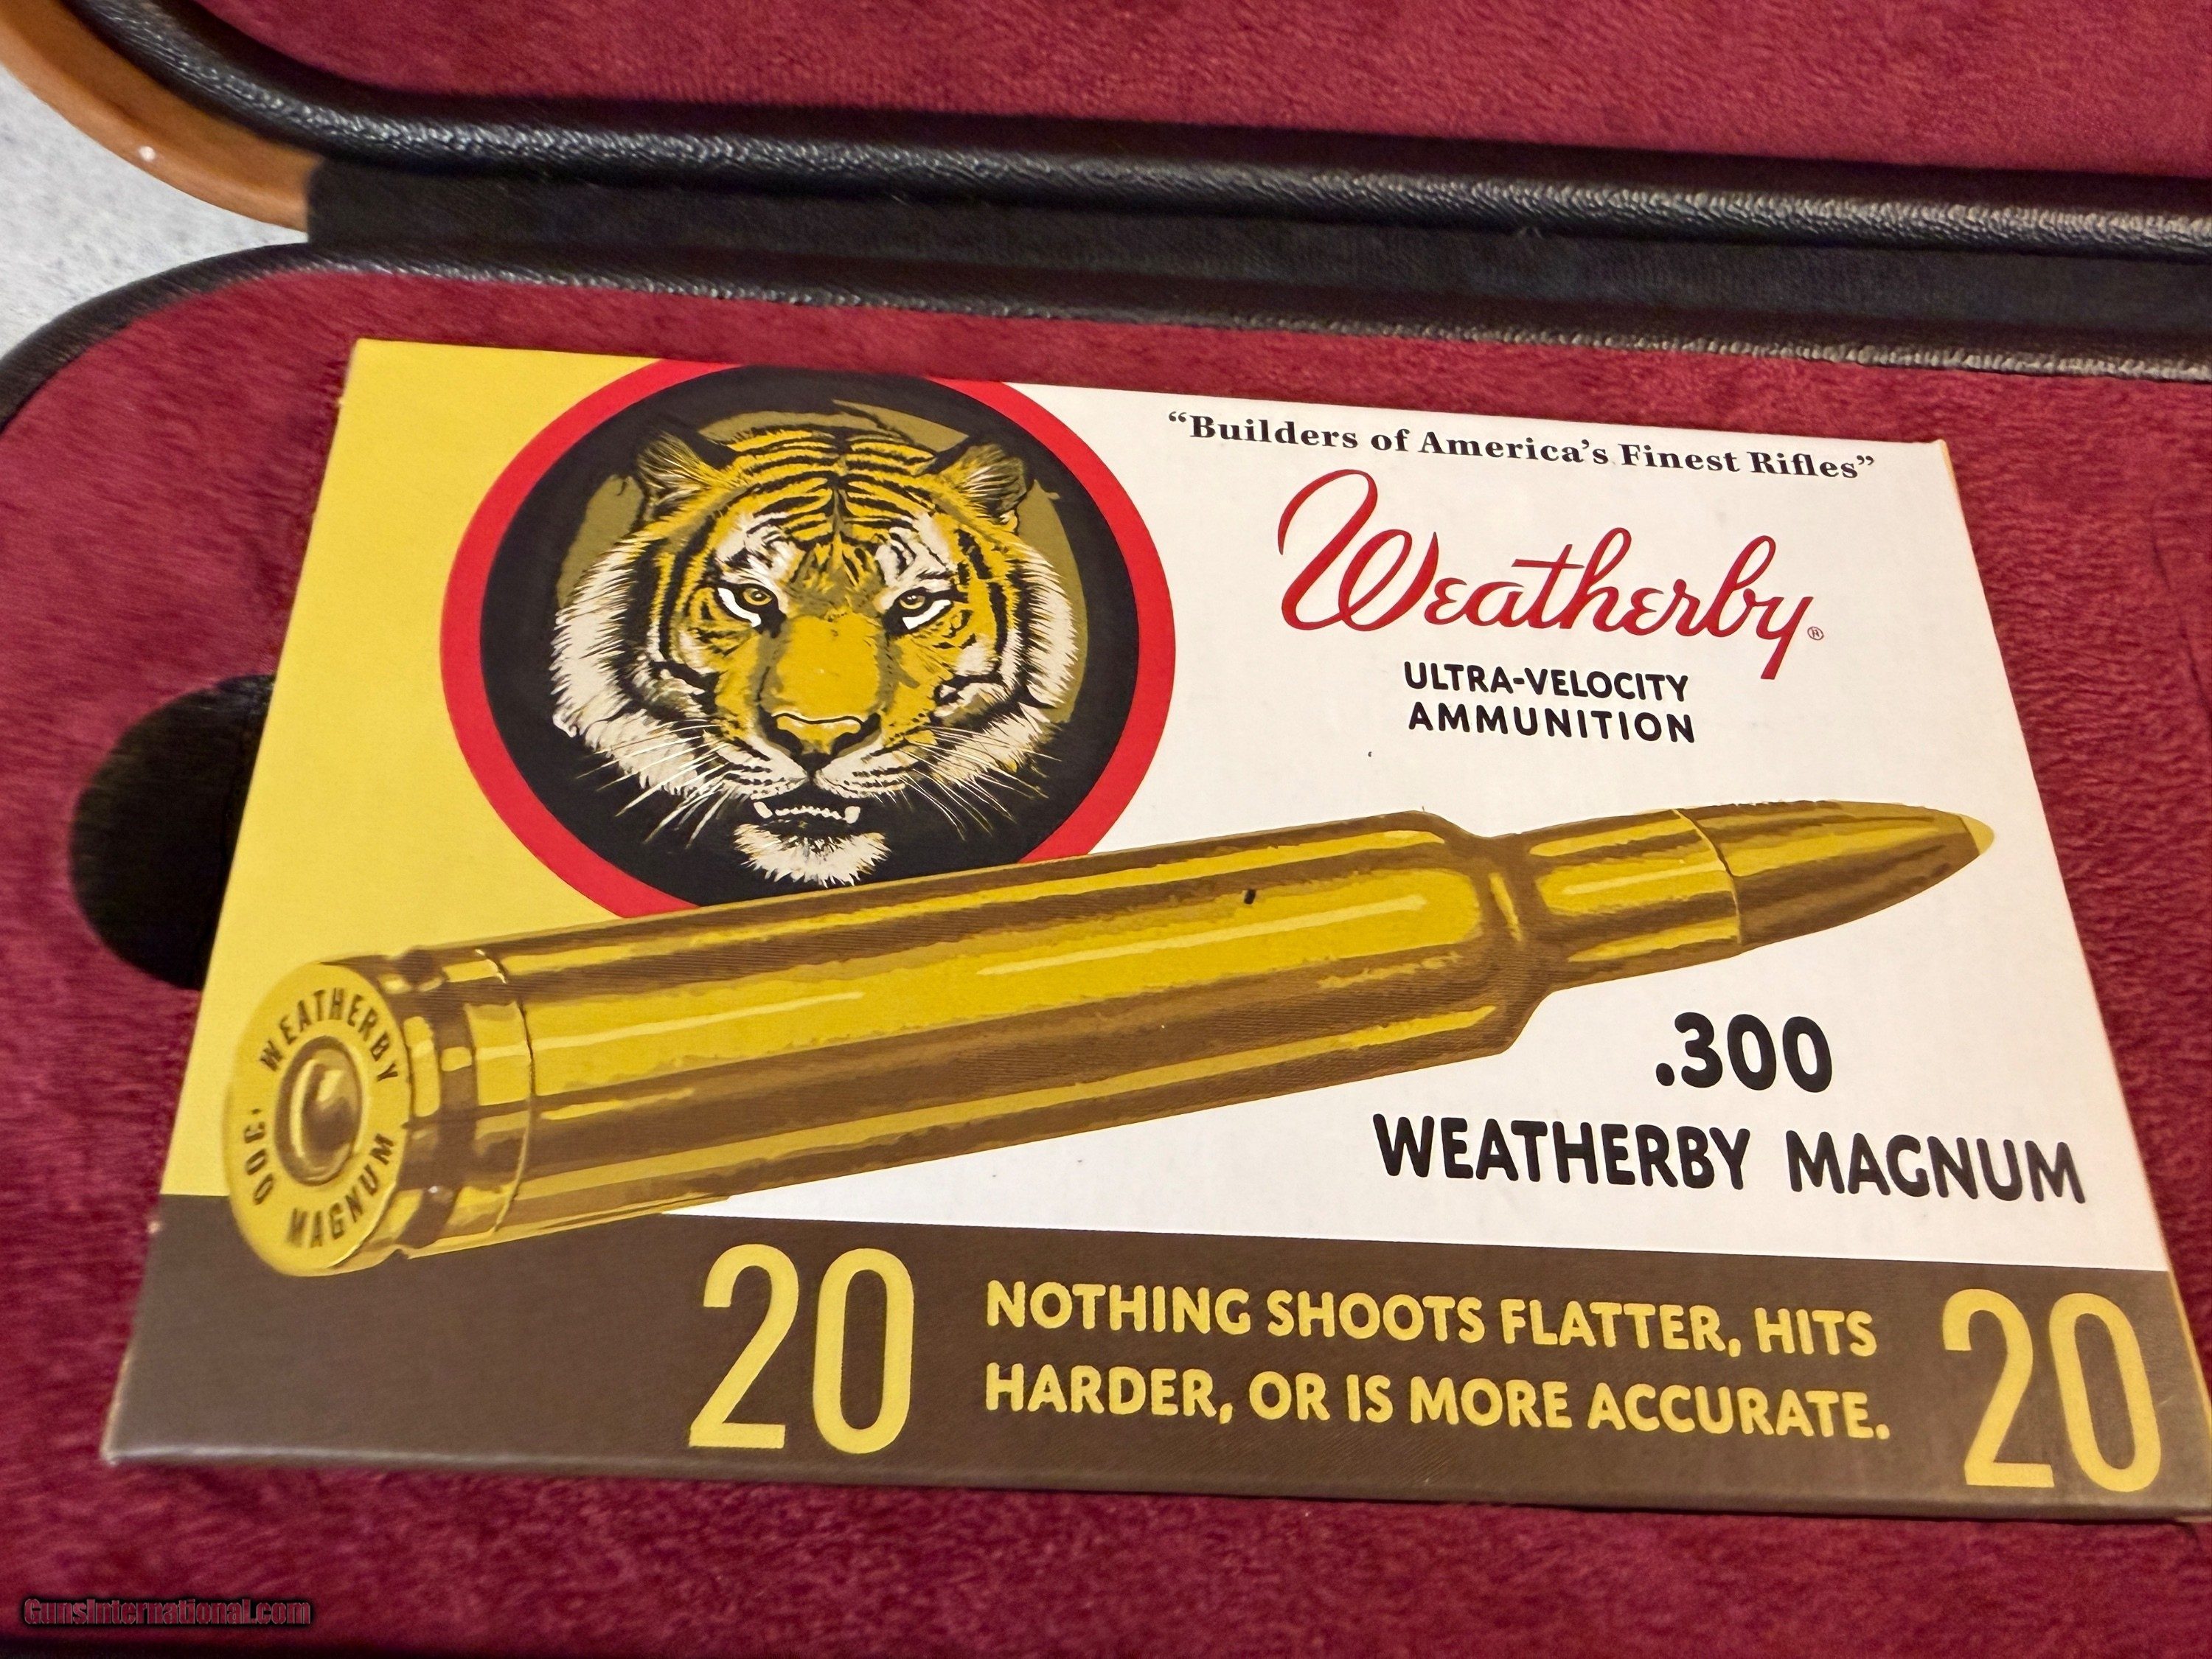 “Builders of America’s Finest Rifles”
Weatherby®
ULTRA-VELOCITY
AMMUNITION
WEATHERBY
.300
MAGNUM
.300
WEATHERBY MAGNUM
20
NOTHING SHOOTS FLATTER, HITS
HARDER, OR IS MORE ACCURATE.
20
GunsInternational.com